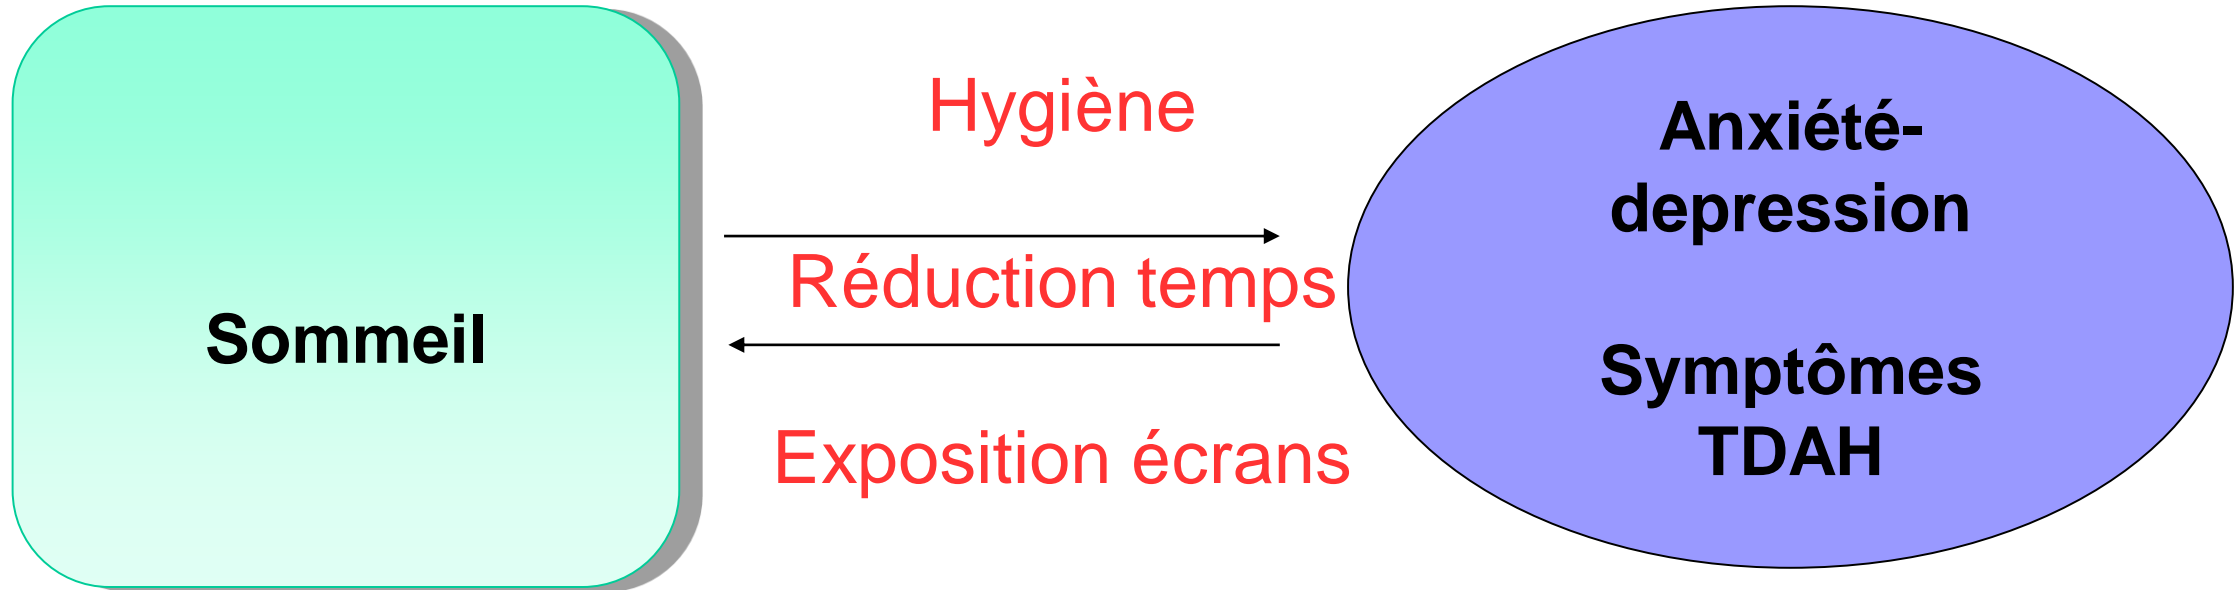 Sommeil
Hygiène
Réduction temps
Exposition écrans
Anxiété-
depression
Symptômes
TDAH